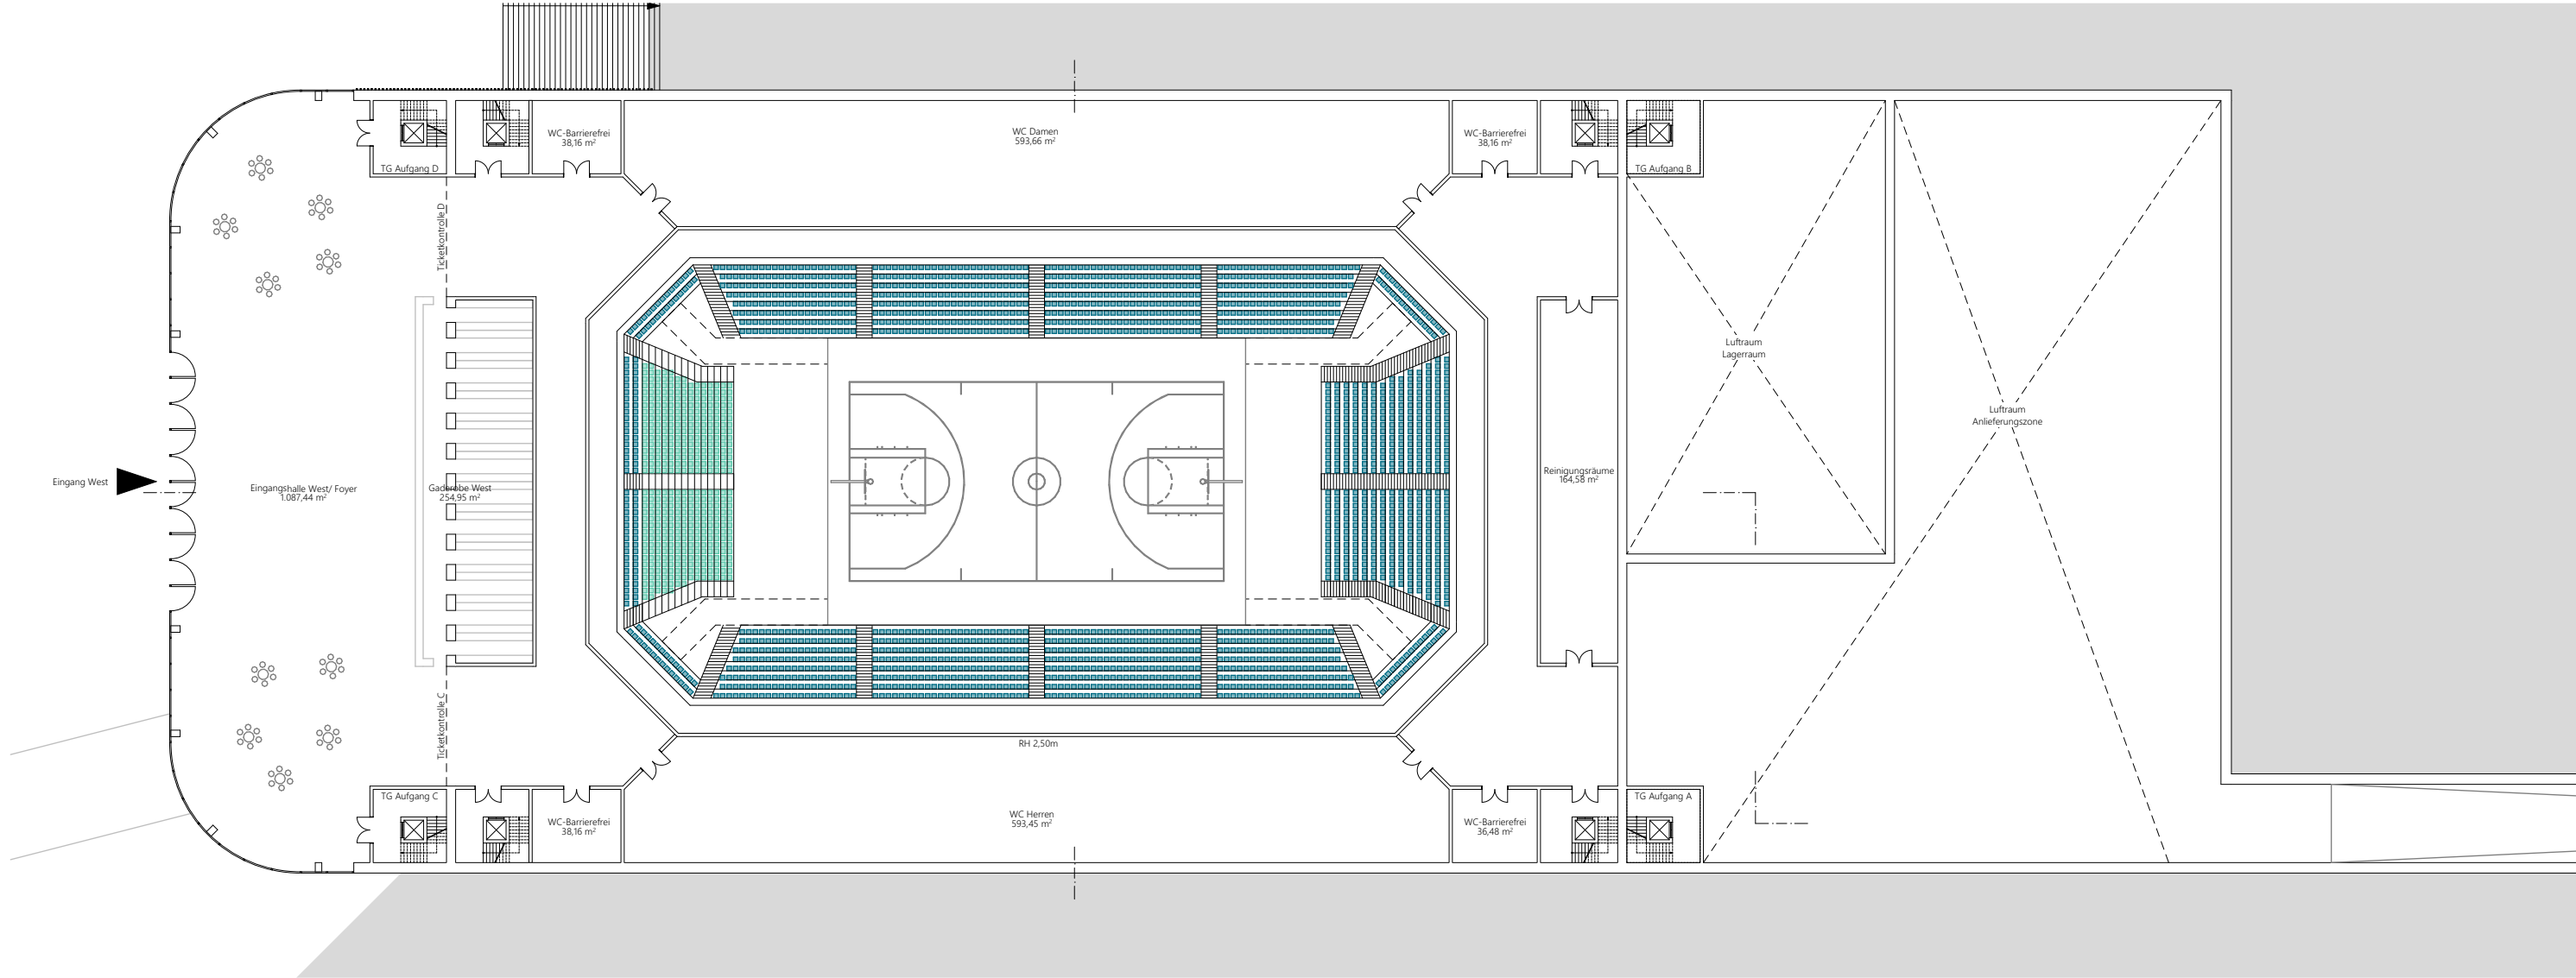 WC-Barrierefrei
38,16 m²
WC Damen
593,66 m²
WC-Barrierefrei
38,16 m²
TG Aufgang D
TG Aufgang B
Ticketkontrolle D
Luftraum
Lagerraum
Luftraum
Anlieferungszone
Eingang West
Eingangshalle West/ Foyer
1.087,44 m²
Gaderobe West
254,95 m²
Reinigungsräume
164,58 m²
Ticketkontrolle C
RH 2,50m
TG Aufgang C
TG Aufgang A
WC-Barrierefrei
38,16 m²
WC Herren
593,45 m²
WC-Barrierefrei
36,48 m²